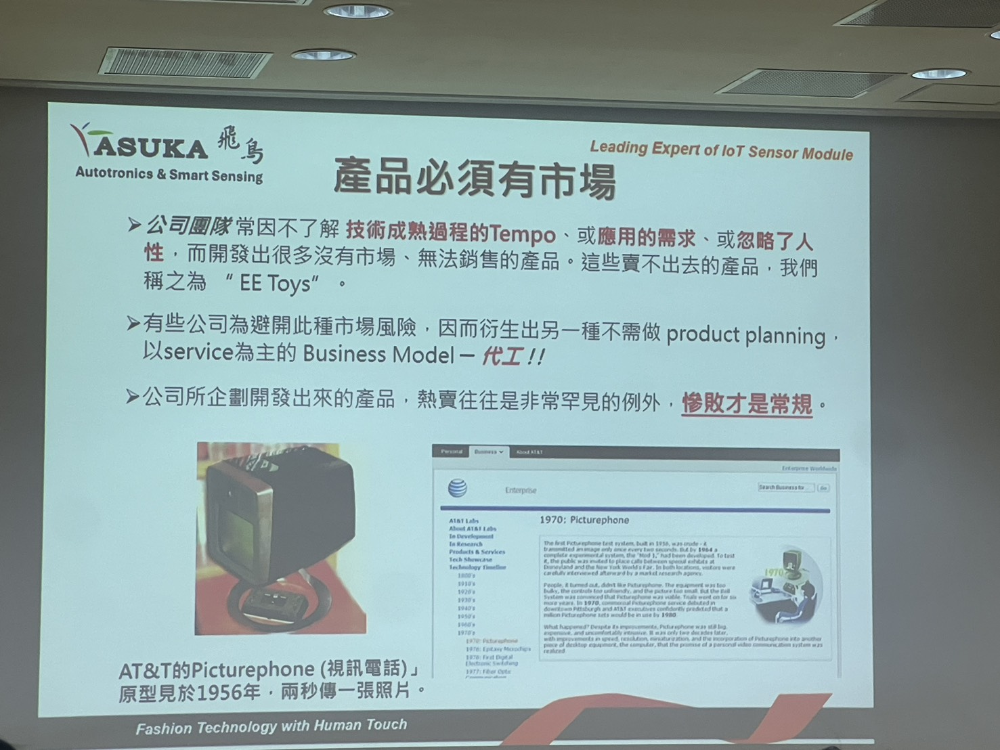 ASUKA 飛鳥
Autotronics & Smart Sensing
Leading Expert of IoT Sensor Module
產品必須有市場
➢公司團隊常因不了解 技術成熟過程的Tempo、或應用的需求、或忽略了人
性，而開發出很多沒有市場、無法銷售的產品。這些賣不出去的產品，我們
稱之為 “ EE Toys” 。
➢有些公司為避開此種市場風險，因而衍生出另一種不需做 product planning，
以service為主的 Business Model－ 代工!!
➢公司所企劃開發出來的產品，熱賣往往是非常罕見的例外，慘敗才是常規。
Personal Business About AT&T
Enterprise Worldwide
Enterprise
Search Business for ... Go
AT&T Labs
About AT&T Labs
In Development
In Research
Products & Services
Tech Showcase
Technology Timeline
1800's
1910's
1920's
1930's
1940's
1950's
1960's
1970's
1970: Picturephone
1976: Epitaxy Microchips
1976: First Digital
Electronic Switching
1977: Fiber Optic
1970: Picturephone
The first Picturephone test system, built in 1956, was crude - it
transmitted an image only once every two seconds. But by 1964 a
complete experimental system, the "Mod 1," had been developed. To test
it, the public was invited to place calls between special exhibits at
Disneyland and the New York World's Fair. In both locations, visitors were
carefully interviewed afterward by a market research agency.
People, it turned out, didn't like Picturephone. The equipment was too
bulky, the controls too unfriendly, and the picture too small. But the Bell
System was convinced that Picturephone was viable. Trials went on for six
more years. In 1970, commercial Picturephone service debuted in
downtown Pittsburgh and AT&T executives confidently predicted that a
million Picturephone sets would be in use by 1980.
What happened? Despite its improvements, Picturephone was still big,
expensive, and uncomfortably intrusive. It was only two decades later,
with improvements in speed, resolution, miniaturization, and the incorporation of Picturephone into another
piece of desktop equipment, the computer, that the promise of a personal video communication system was
realized.
1970
AT&T的Picturephone (視訊電話)」
原型見於1956年，兩秒傳一張照片。
Fashion Technology with Human Touch